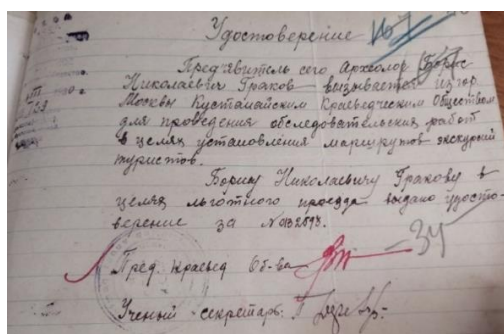 Удостоверение
Предявитель сего Археолог Борис
Николаевич Граков вызывается из гор
Москвы Кустанайским Краеведческим Обществом
для проведения обследовательских работ
в целях установления маршрутов экскурсий
туристов.
Борису Николаевичу Гракову в
целях льготного проезда выдано удосто-
верение за №
Пред. Краевед Об-ва
Ученый секретарь: